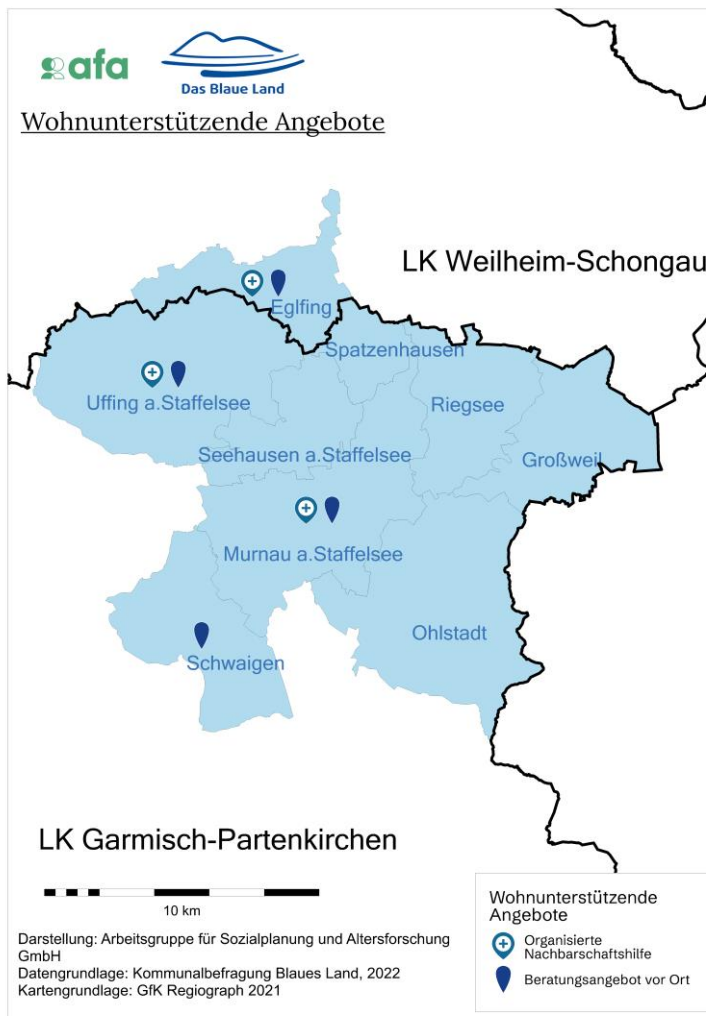 afa
Das Blaue Land
Wohnunterstützende Angebote
LK Weilheim-Schongau
Eglfing
Spatzenhausen
Uffing a.Staffelsee
Riegsee
Seehausen a.Staffelsee
Großweil
Murnau a.Staffelsee
Ohlstadt
Schwaigen
LK Garmisch-Partenkirchen
10 km
Darstellung: Arbeitsgruppe für Sozialplanung und Altersforschung
GmbH
Datengrundlage: Kommunalbefragung Blaues Land, 2022
Kartengrundlage: GfK Regiograph 2021
Wohnunterstützende
Angebote
Organisierte
Nachbarschaftshilfe
Beratungsangebot vor Ort